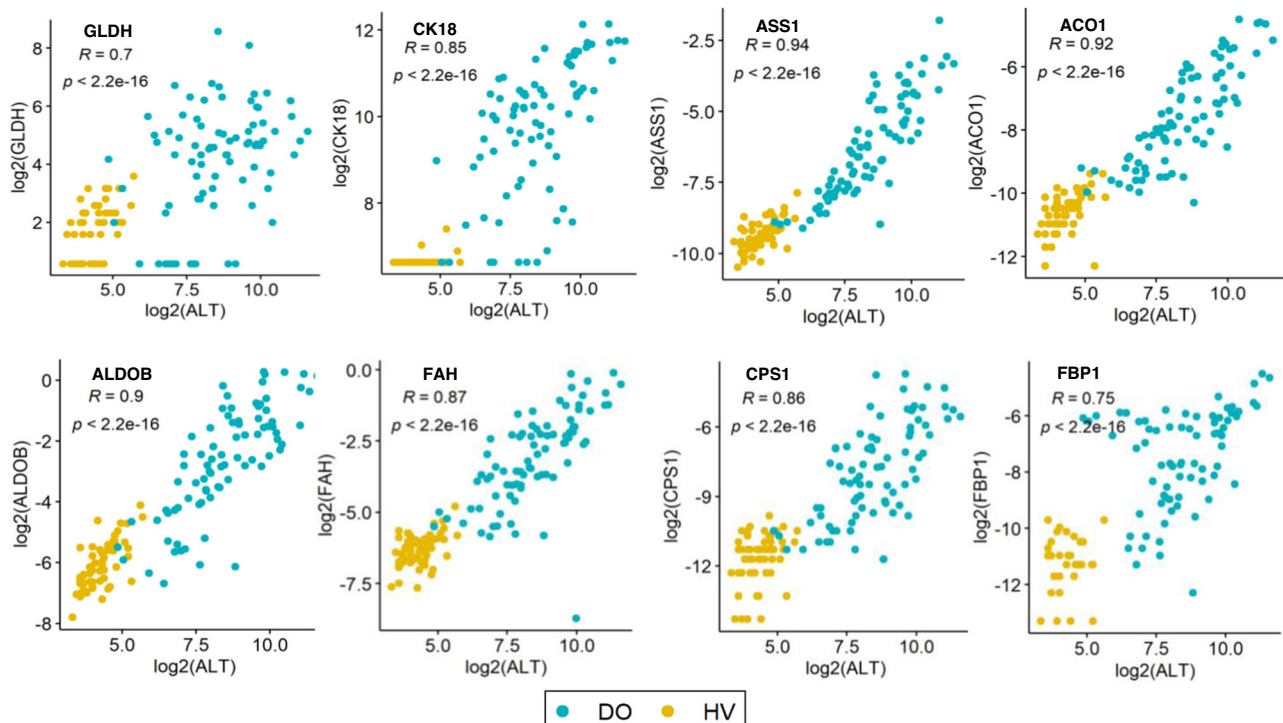 GLDH
R = 0.7
p < 2.2e-16
log2(GLDH)
8
6
4
2
5.0 7.5 10.0
log2(ALT)
CK18
R = 0.85
p < 2.2e-16
log2(CK18)
12
10
8
5.0 7.5 10.0
log2(ALT)
ASS1
R = 0.94
p < 2.2e-16
log2(ASS1)
-2.5
-5.0
-7.5
-10.0
5.0 7.5 10.0
log2(ALT)
ACO1
R = 0.92
p < 2.2e-16
log2(ACO1)
-6
-8
-10
-12
5.0 7.5 10.0
log2(ALT)
ALDOB
R = 0.9
p < 2.2e-16
log2(ALDOB)
0
-2
-4
-6
-8
5.0 7.5 10.0
log2(ALT)
FAH
R = 0.87
p < 2.2e-16
log2(FAH)
0.0
-2.5
-5.0
-7.5
5.0 7.5 10.0
log2(ALT)
CPS1
R = 0.86
p < 2.2e-16
log2(CPS1)
-6
-9
-12
5.0 7.5 10.0
log2(ALT)
FBP1
R = 0.75
p < 2.2e-16
log2(FBP1)
-6
-8
-10
-12
5.0 7.5 10.0
log2(ALT)
DO HV